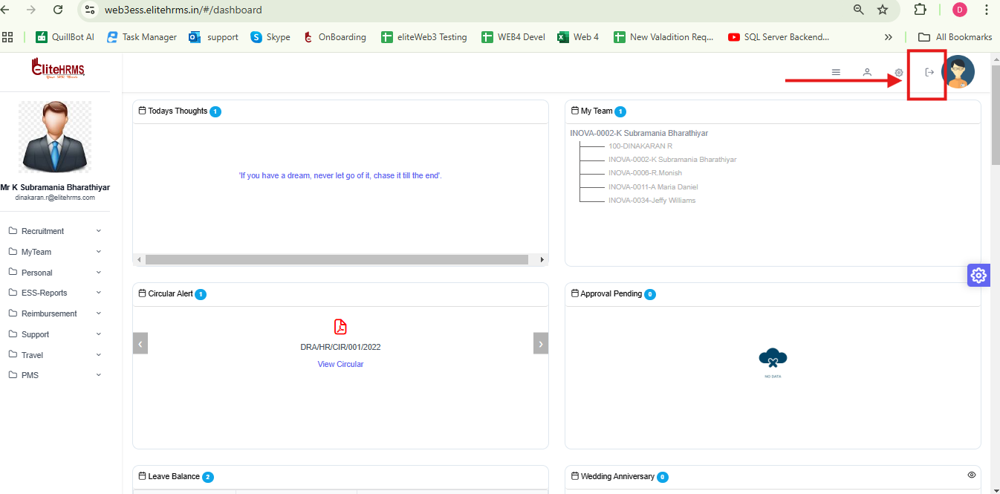 web3ess.elitehrms.in/#/dashboard
D
QuillBot AI
Task Manager
support
Skype
OnBoarding
eliteWeb3 Testing
WEB4 Devel
Web 4
New Valadition Req...
SQL Server Backend...
All Bookmarks
EliteHRMS
Mr K Subramania Bharathiyar
dinakaran.r@elitehrms.com
Recruitment
MyTeam
Personal
ESS-Reports
Reimbursement
Support
Travel
PMS
Todays Thoughts 1
'If you have a dream, never let go of it, chase it till the end'.
My Team 1
INOVA-0002-K Subramania Bharathiyar
100-DINAKARAN R
INOVA-0002-K Subramania Bharathiyar
INOVA-0006-R.Monish
INOVA-0011-A Maria Daniel
INOVA-0034-Jeffy Williams
Circular Alert 1
DRA/HR/CIR/001/2022
View Circular
Approval Pending 0
NO DATA
Leave Balance 2
Wedding Anniversary 0